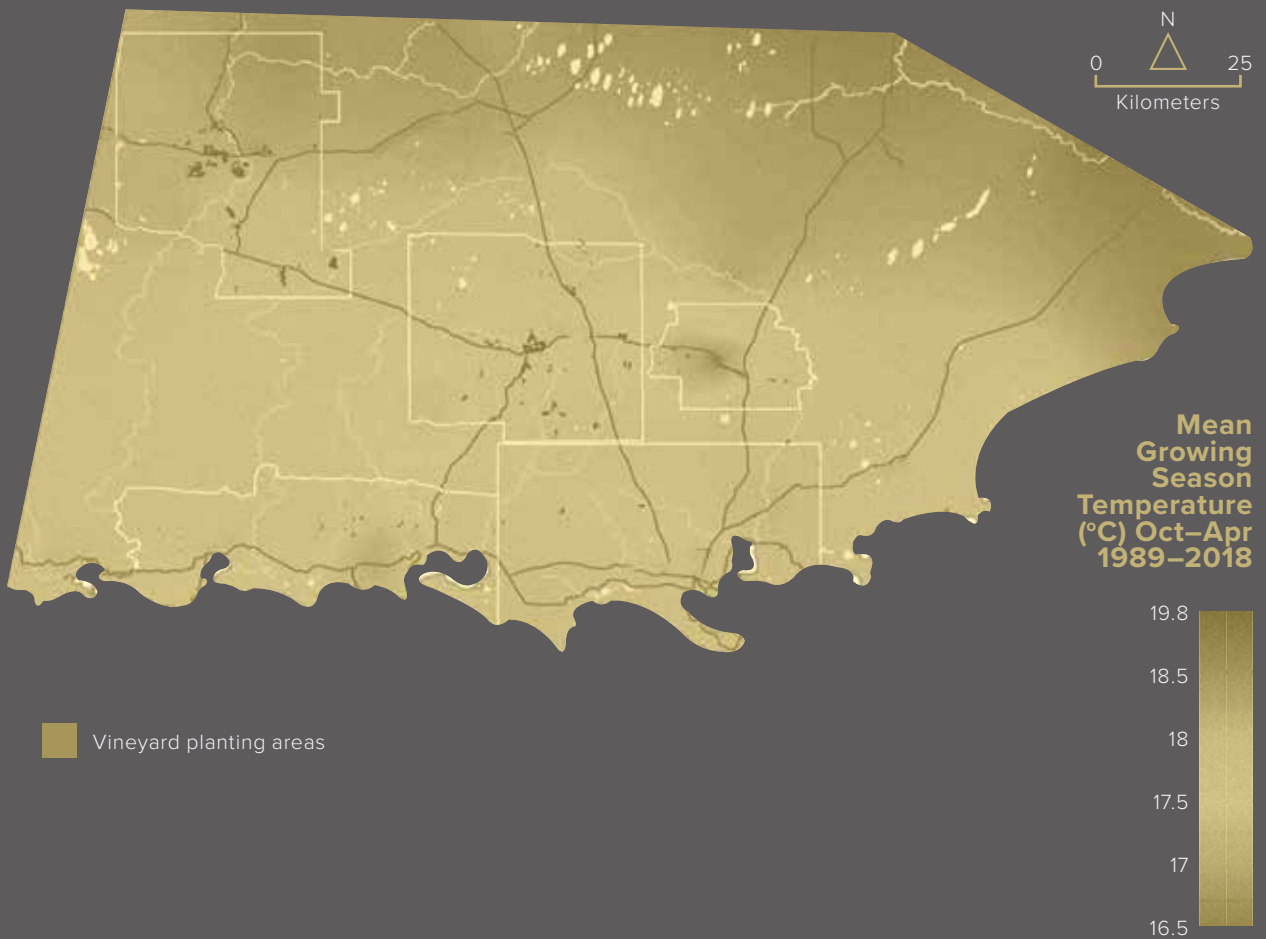 N
0 25
Kilometers
Mean
Growing
Season
Temperature
(°C) Oct–Apr
1989–2018
19.8
18.5
18
17.5
17
16.5
Vineyard planting areas